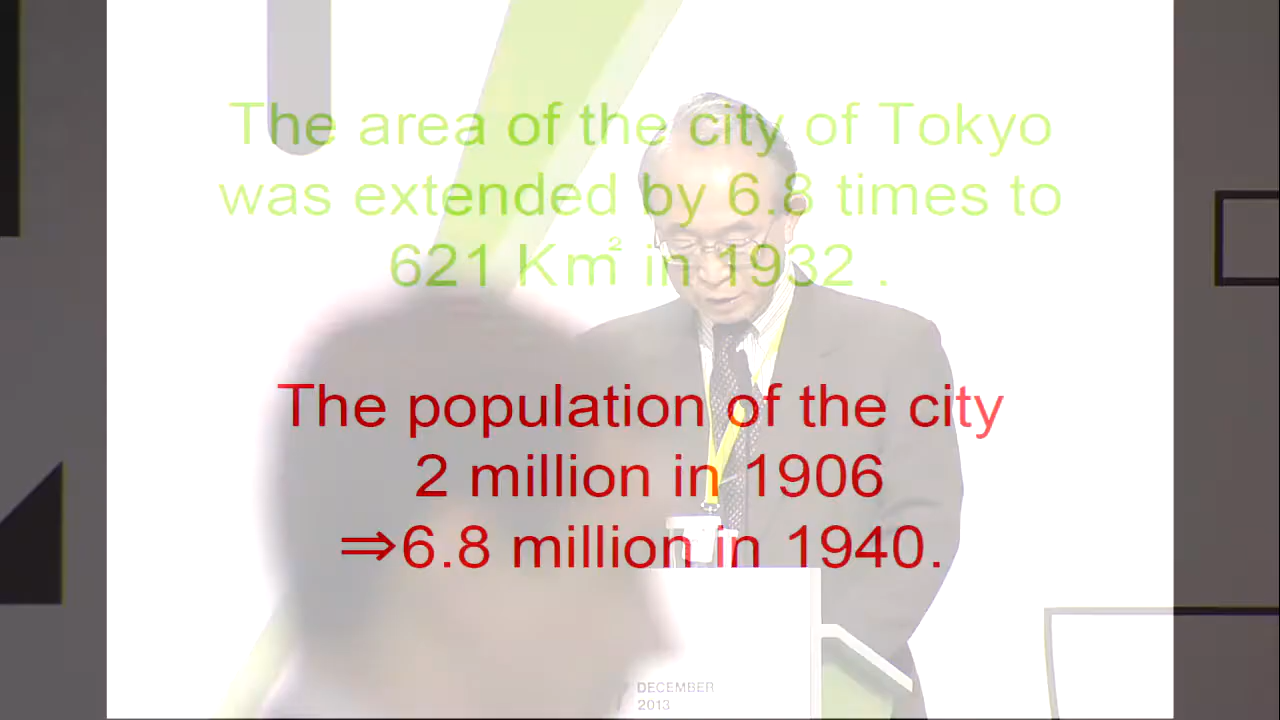 The area of the city of Tokyo
was extended by 6.8 times to
621 Km² in 1932 .
The population of the city
2 million in 1906
⇒6.8 million in 1940.
DECEMBER
2013